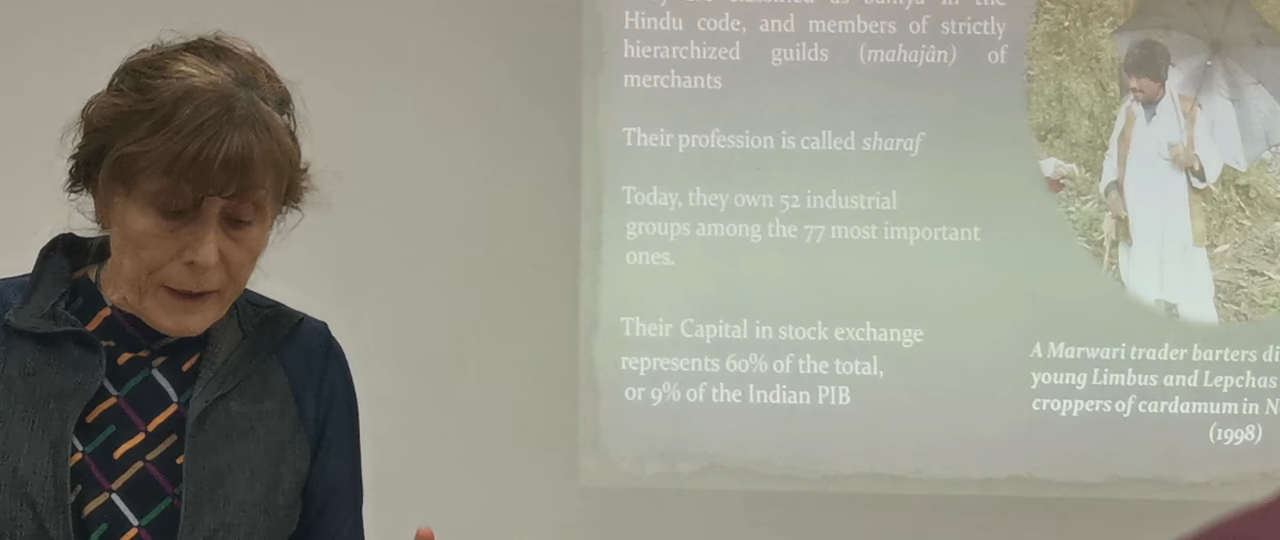 Hindu code, and members of strictly
hierarchized guilds (mahajân) of
merchants
Their profession is called sharaf
Today, they own 52 industrial
groups among the 77 most important
ones.
Their Capital in stock exchange
represents 60% of the total,
or 9% of the Indian PIB
A Marwari trader barters
young Limbus and Lepchas
croppers of cardamum in
(1998)